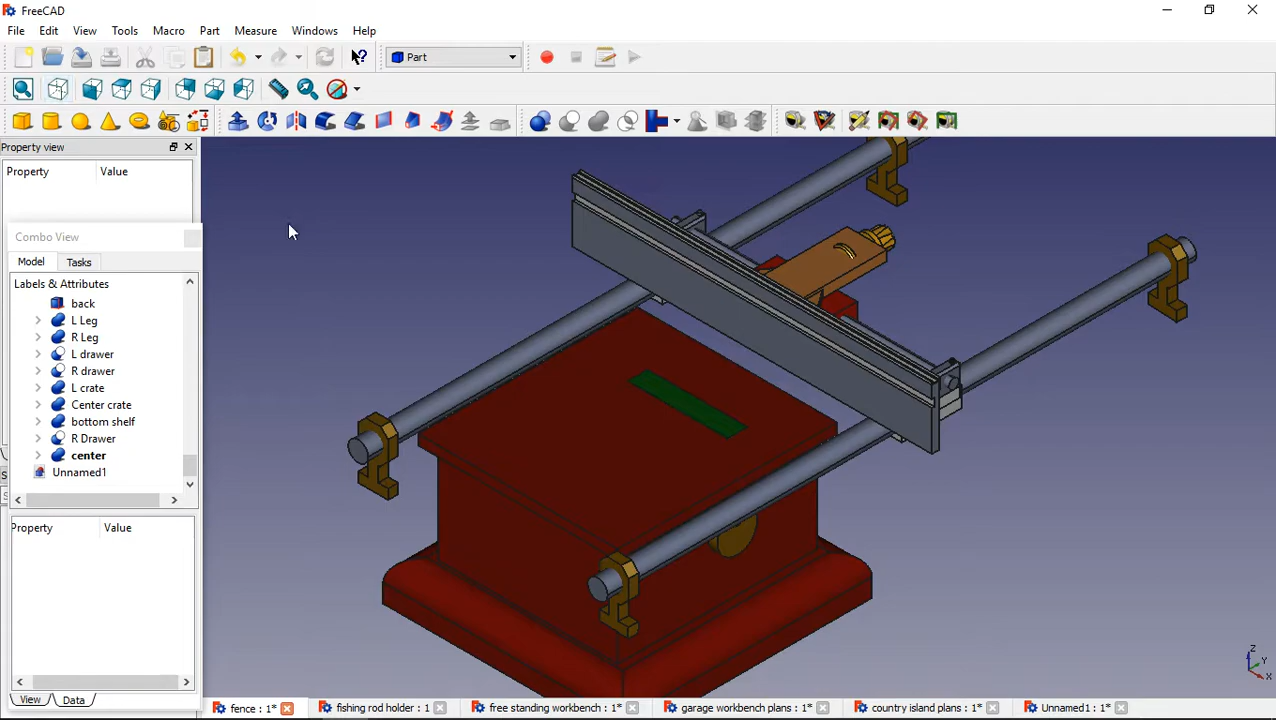 FreeCAD
File Edit View Tools Macro Part Measure Windows Help
Part
Property view
Property Value
Combo View
Model Tasks
Labels & Attributes
back
L Leg
R Leg
L drawer
R drawer
L crate
Center crate
bottom shelf
R Drawer
center
Unnamed1
Property Value
View Data
fence : 1* fishing rod holder : 1 free standing workbench : 1* garage workbench plans : 1* country island plans : 1* Unnamed1 : 1*
Z
Y
X